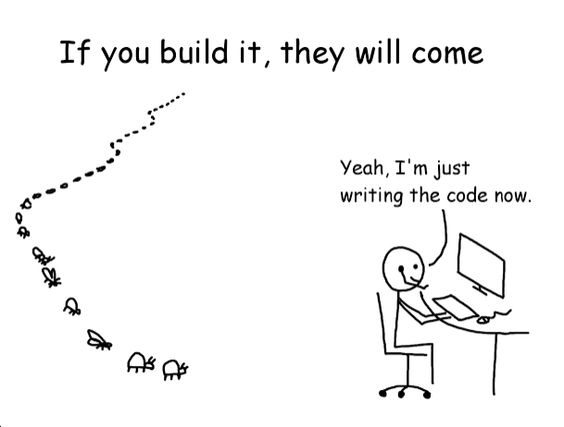 If you build it, they will come
Yeah, I'm just
writing the code now.